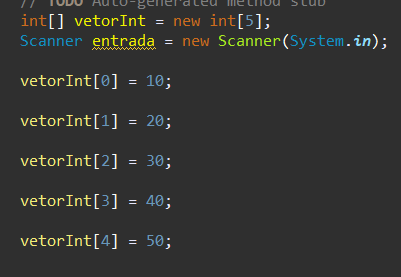 // TODO Auto-generated method stub
int[] vetorInt = new int[5];
Scanner entrada = new Scanner(System.in);
vetorInt[0] = 10;
vetorInt[1] = 20;
vetorInt[2] = 30;
vetorInt[3] = 40;
vetorInt[4] = 50;